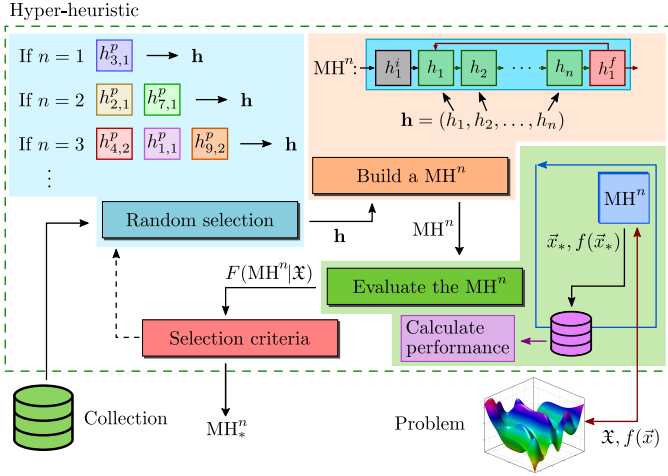 Hyper-heuristic
If n = 1 h^p_{3,1} h
If n = 2 h^p_{2,1} h^p_{7,1} h
If n = 3 h^p_{4,2} h^p_{1,1} h^p_{9,2} h
⋮
MH^n: h^i_1 h_1 h_2 ⋯ h_n h^f_1
h = (h_1, h_2, . . . , h_n)
Build a MH^n
Random selection
h
MH^n
MH^n
x⃗_*, f(x⃗_*)
F(MH^n|𝔛)
Evaluate the MH^n
Selection criteria
Calculate
performance
Collection
MH^n_*
Problem
𝔛, f(x⃗)